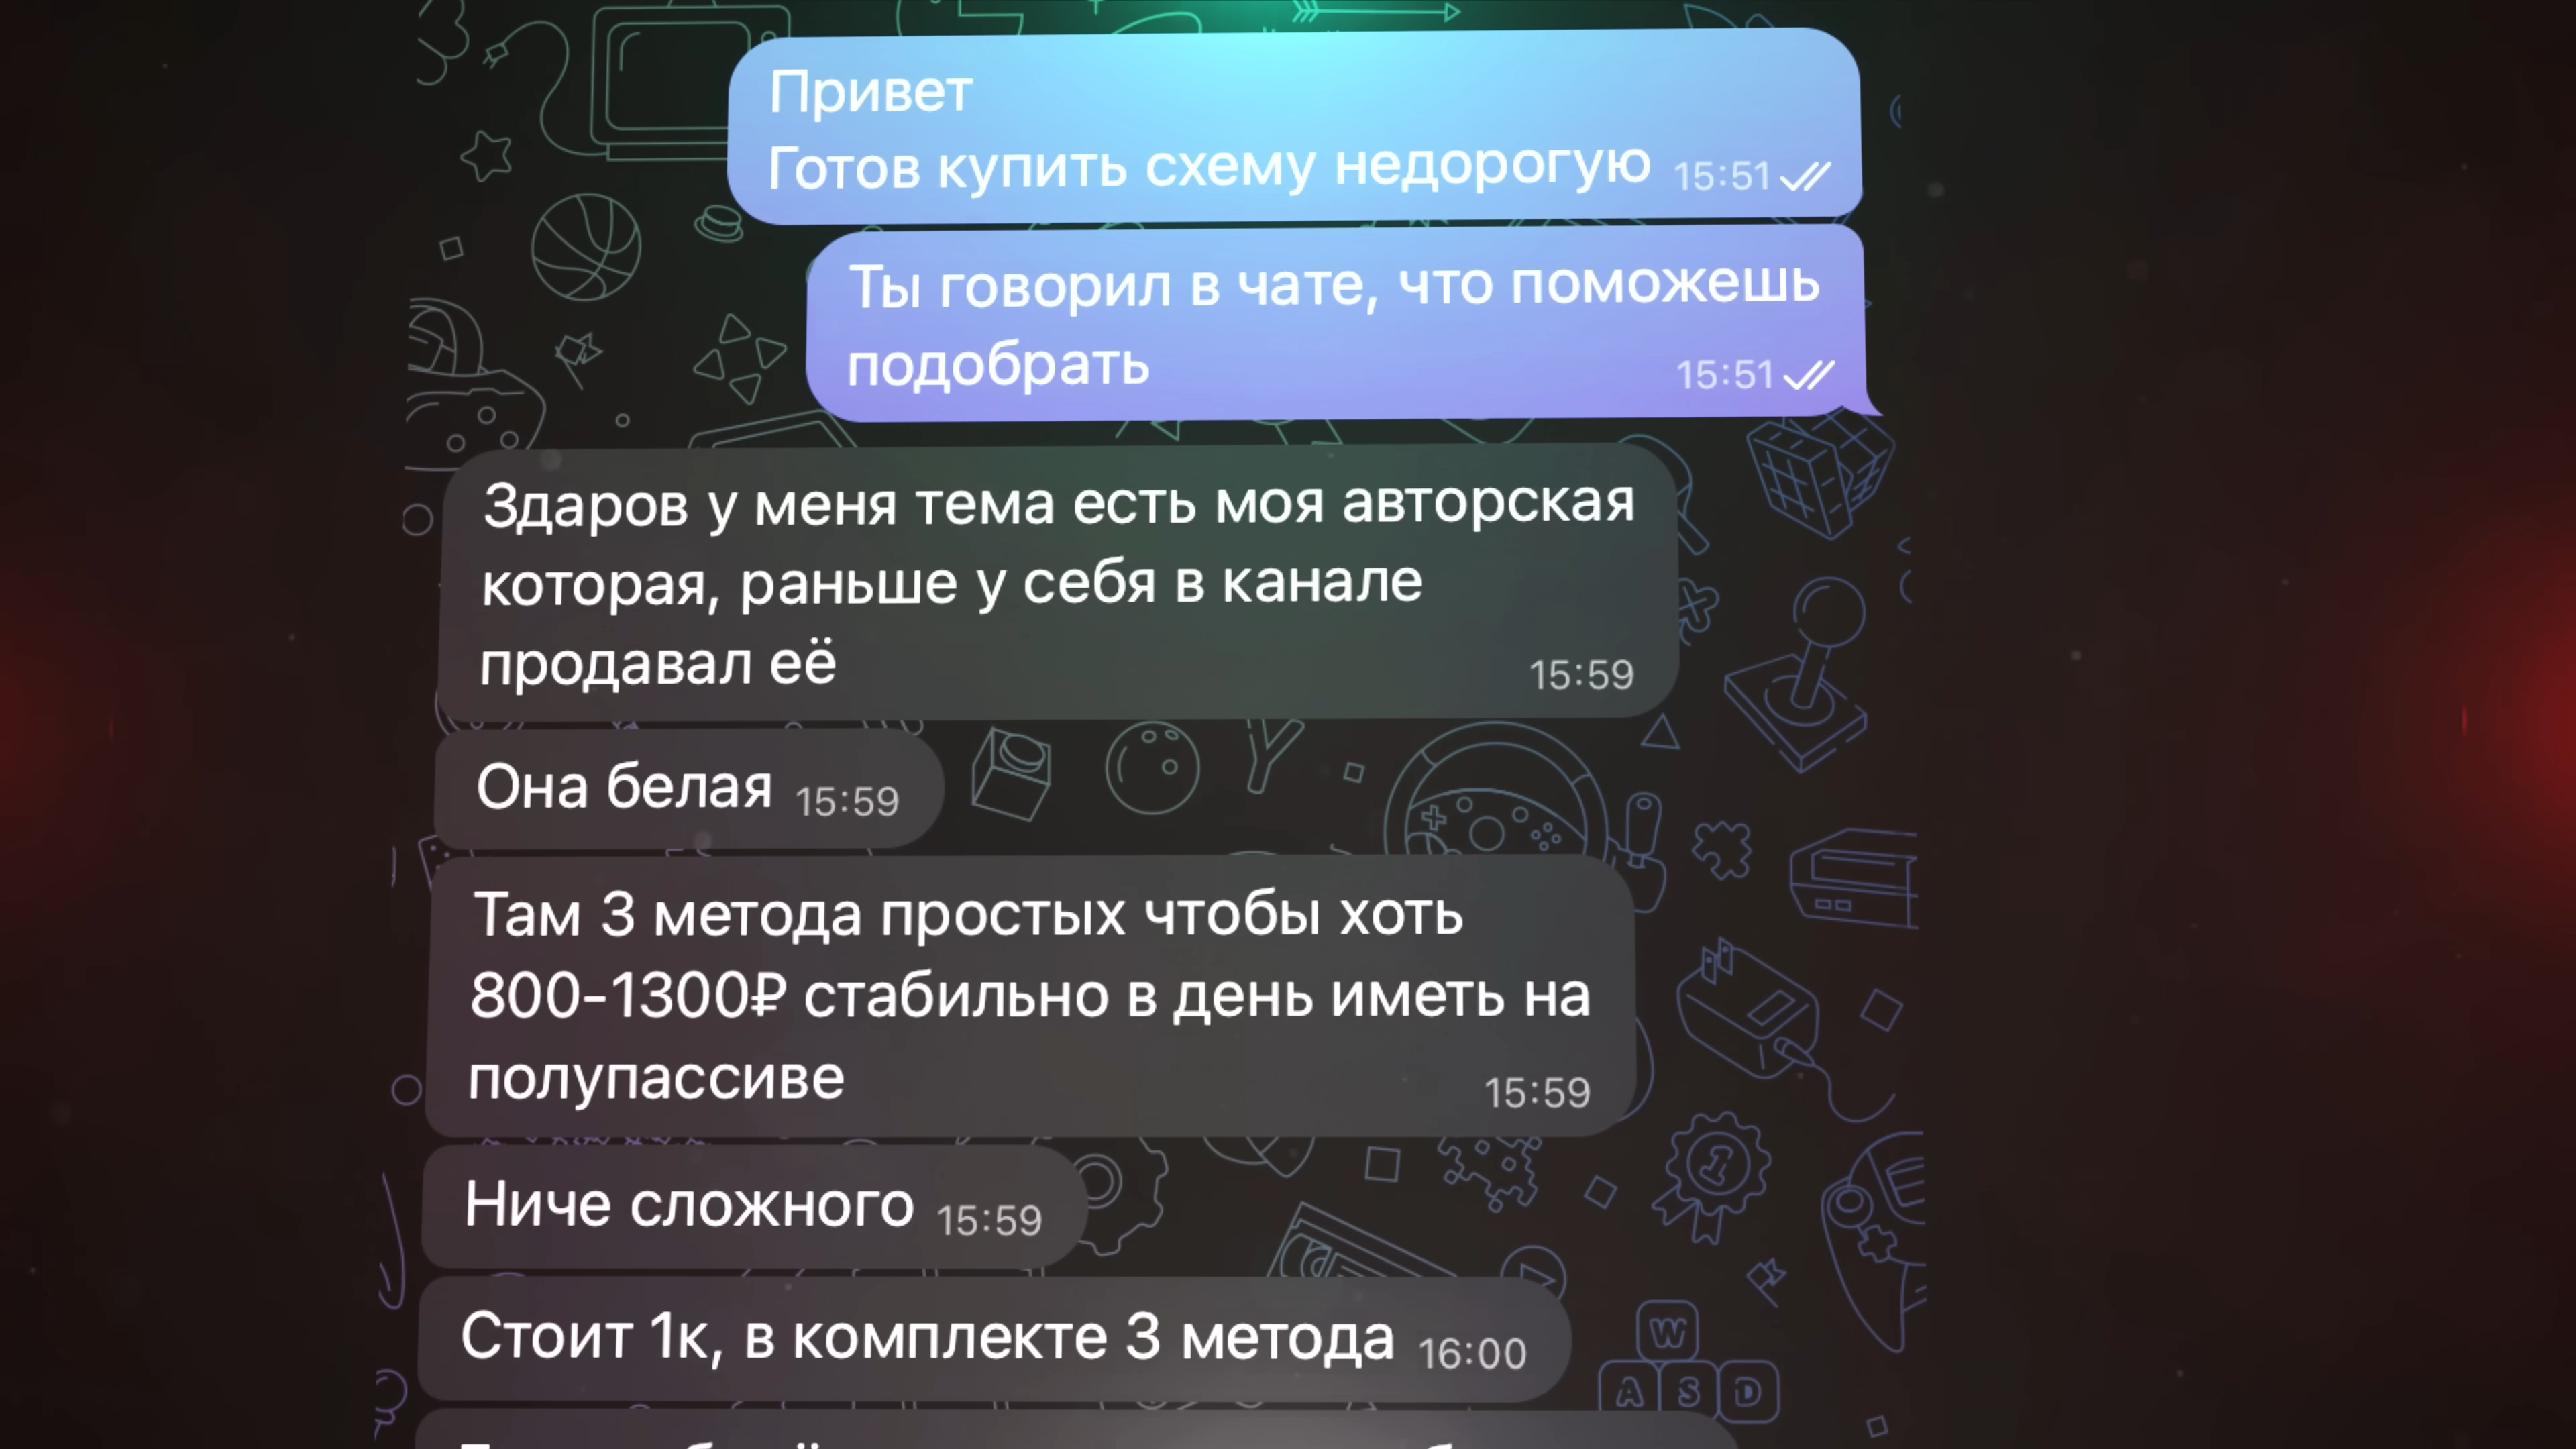 Привет
Готов купить схему недорогую 15:51
Ты говорил в чате, что поможешь
подобрать 15:51
Здаров у меня тема есть моя авторская
которая, раньше у себя в канале
продавал её 15:59
Она белая 15:59
Там 3 метода простых чтобы хоть
800-1300₽ стабильно в день иметь на
полупассиве 15:59
Ниче сложного 15:59
Стоит 1к, в комплекте 3 метода 16:00
W
A S D